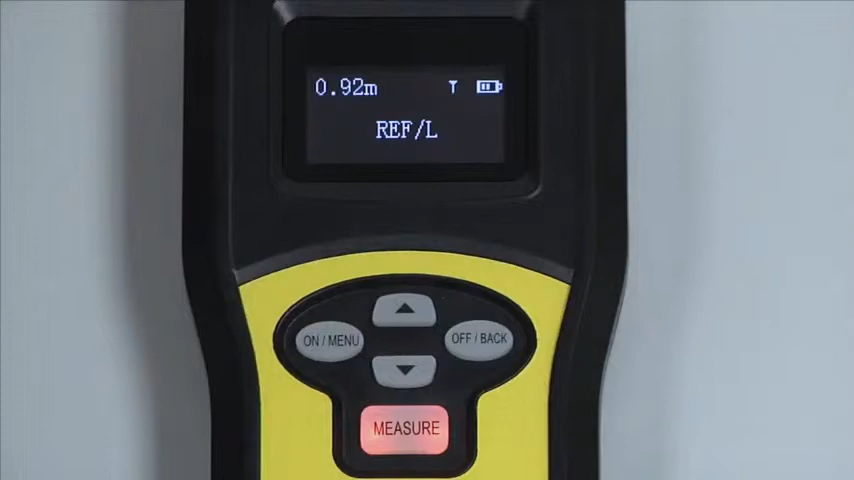 0.92m
REF/L
ON / MENU
OFF / BACK
MEASURE